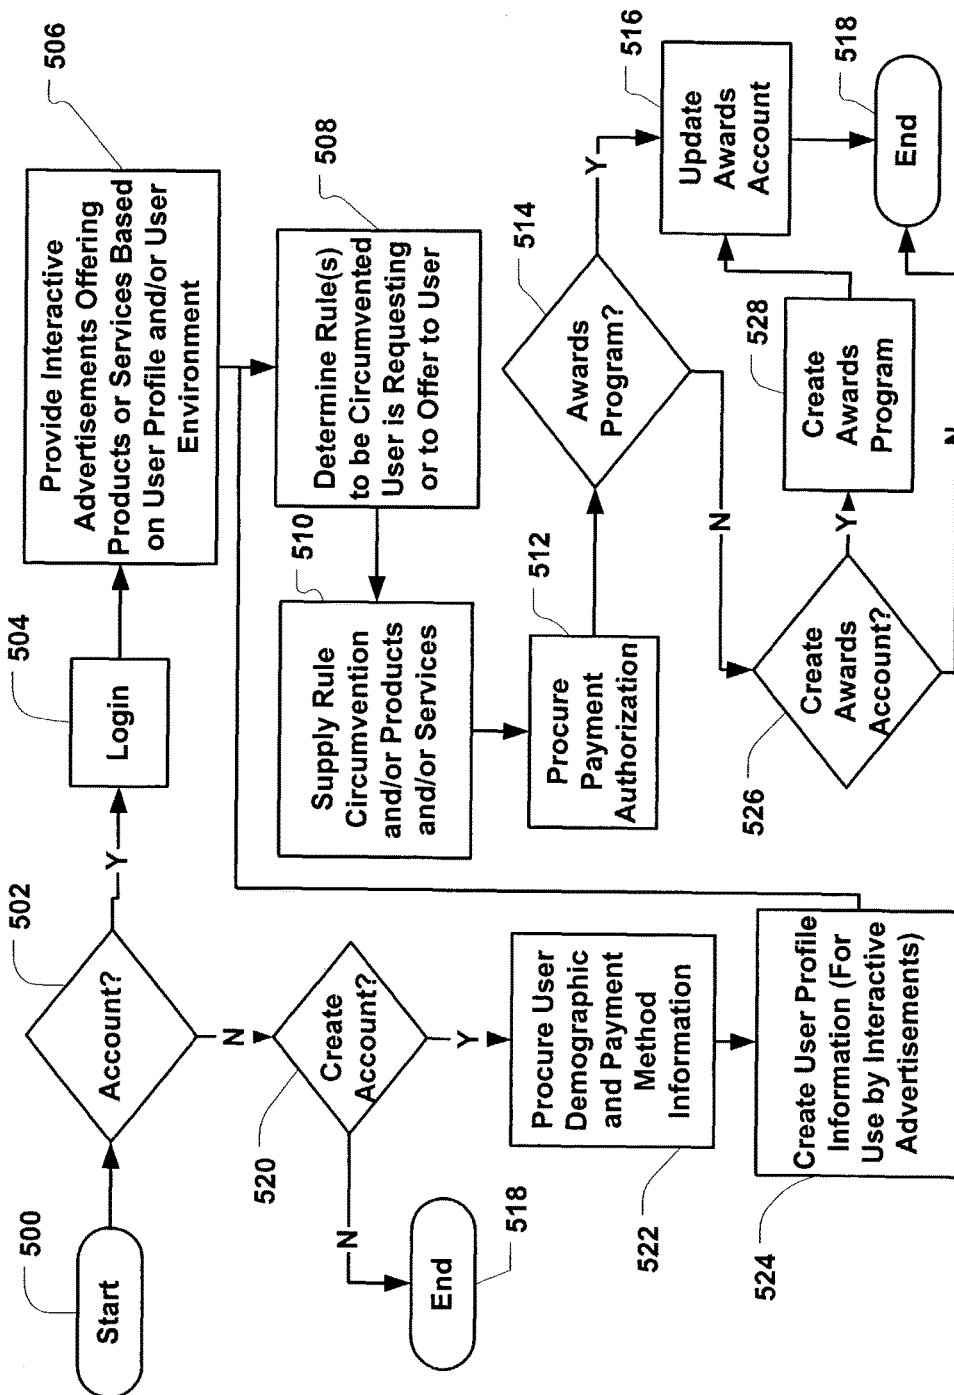 500
Start
502
Account?
Y
504
Login
506
Provide Interactive
Advertisements Offering
Products or Services Based
on User Profile and/or User
Environment
N
520
Create
Account?
N
End
518
Y
Procure User
Demographic
and Payment
Method
Information
522
Create User Profile
Information (For
Use by Interactive
Advertisements)
524
508
Determine Rule(s)
to be Circumvented
User is Requesting
or to Offer to User
510
Supply Rule
Circumvention
and/or Products
and/or Services
512
Procure
Payment
Authorization
514
Awards
Program?
Y
516
Update
Awards
Account
518
End
N
526
Create
Awards
Account?
Y
528
Create
Awards
Program
N